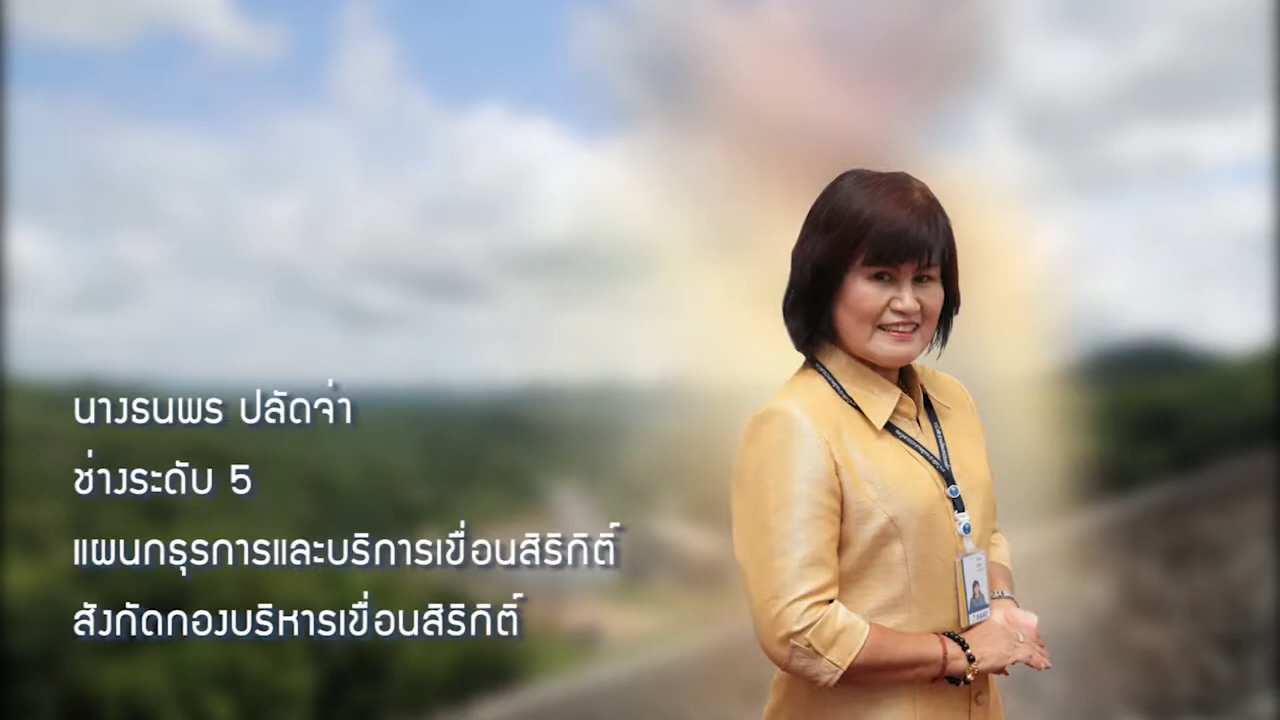 นางธนพร ปลัดจ่า
ช่างระดับ 5
แผนกธุรการและบริการเขื่อนสิริกิติ์
สังกัดกองบริหารเขื่อนสิริกิติ์